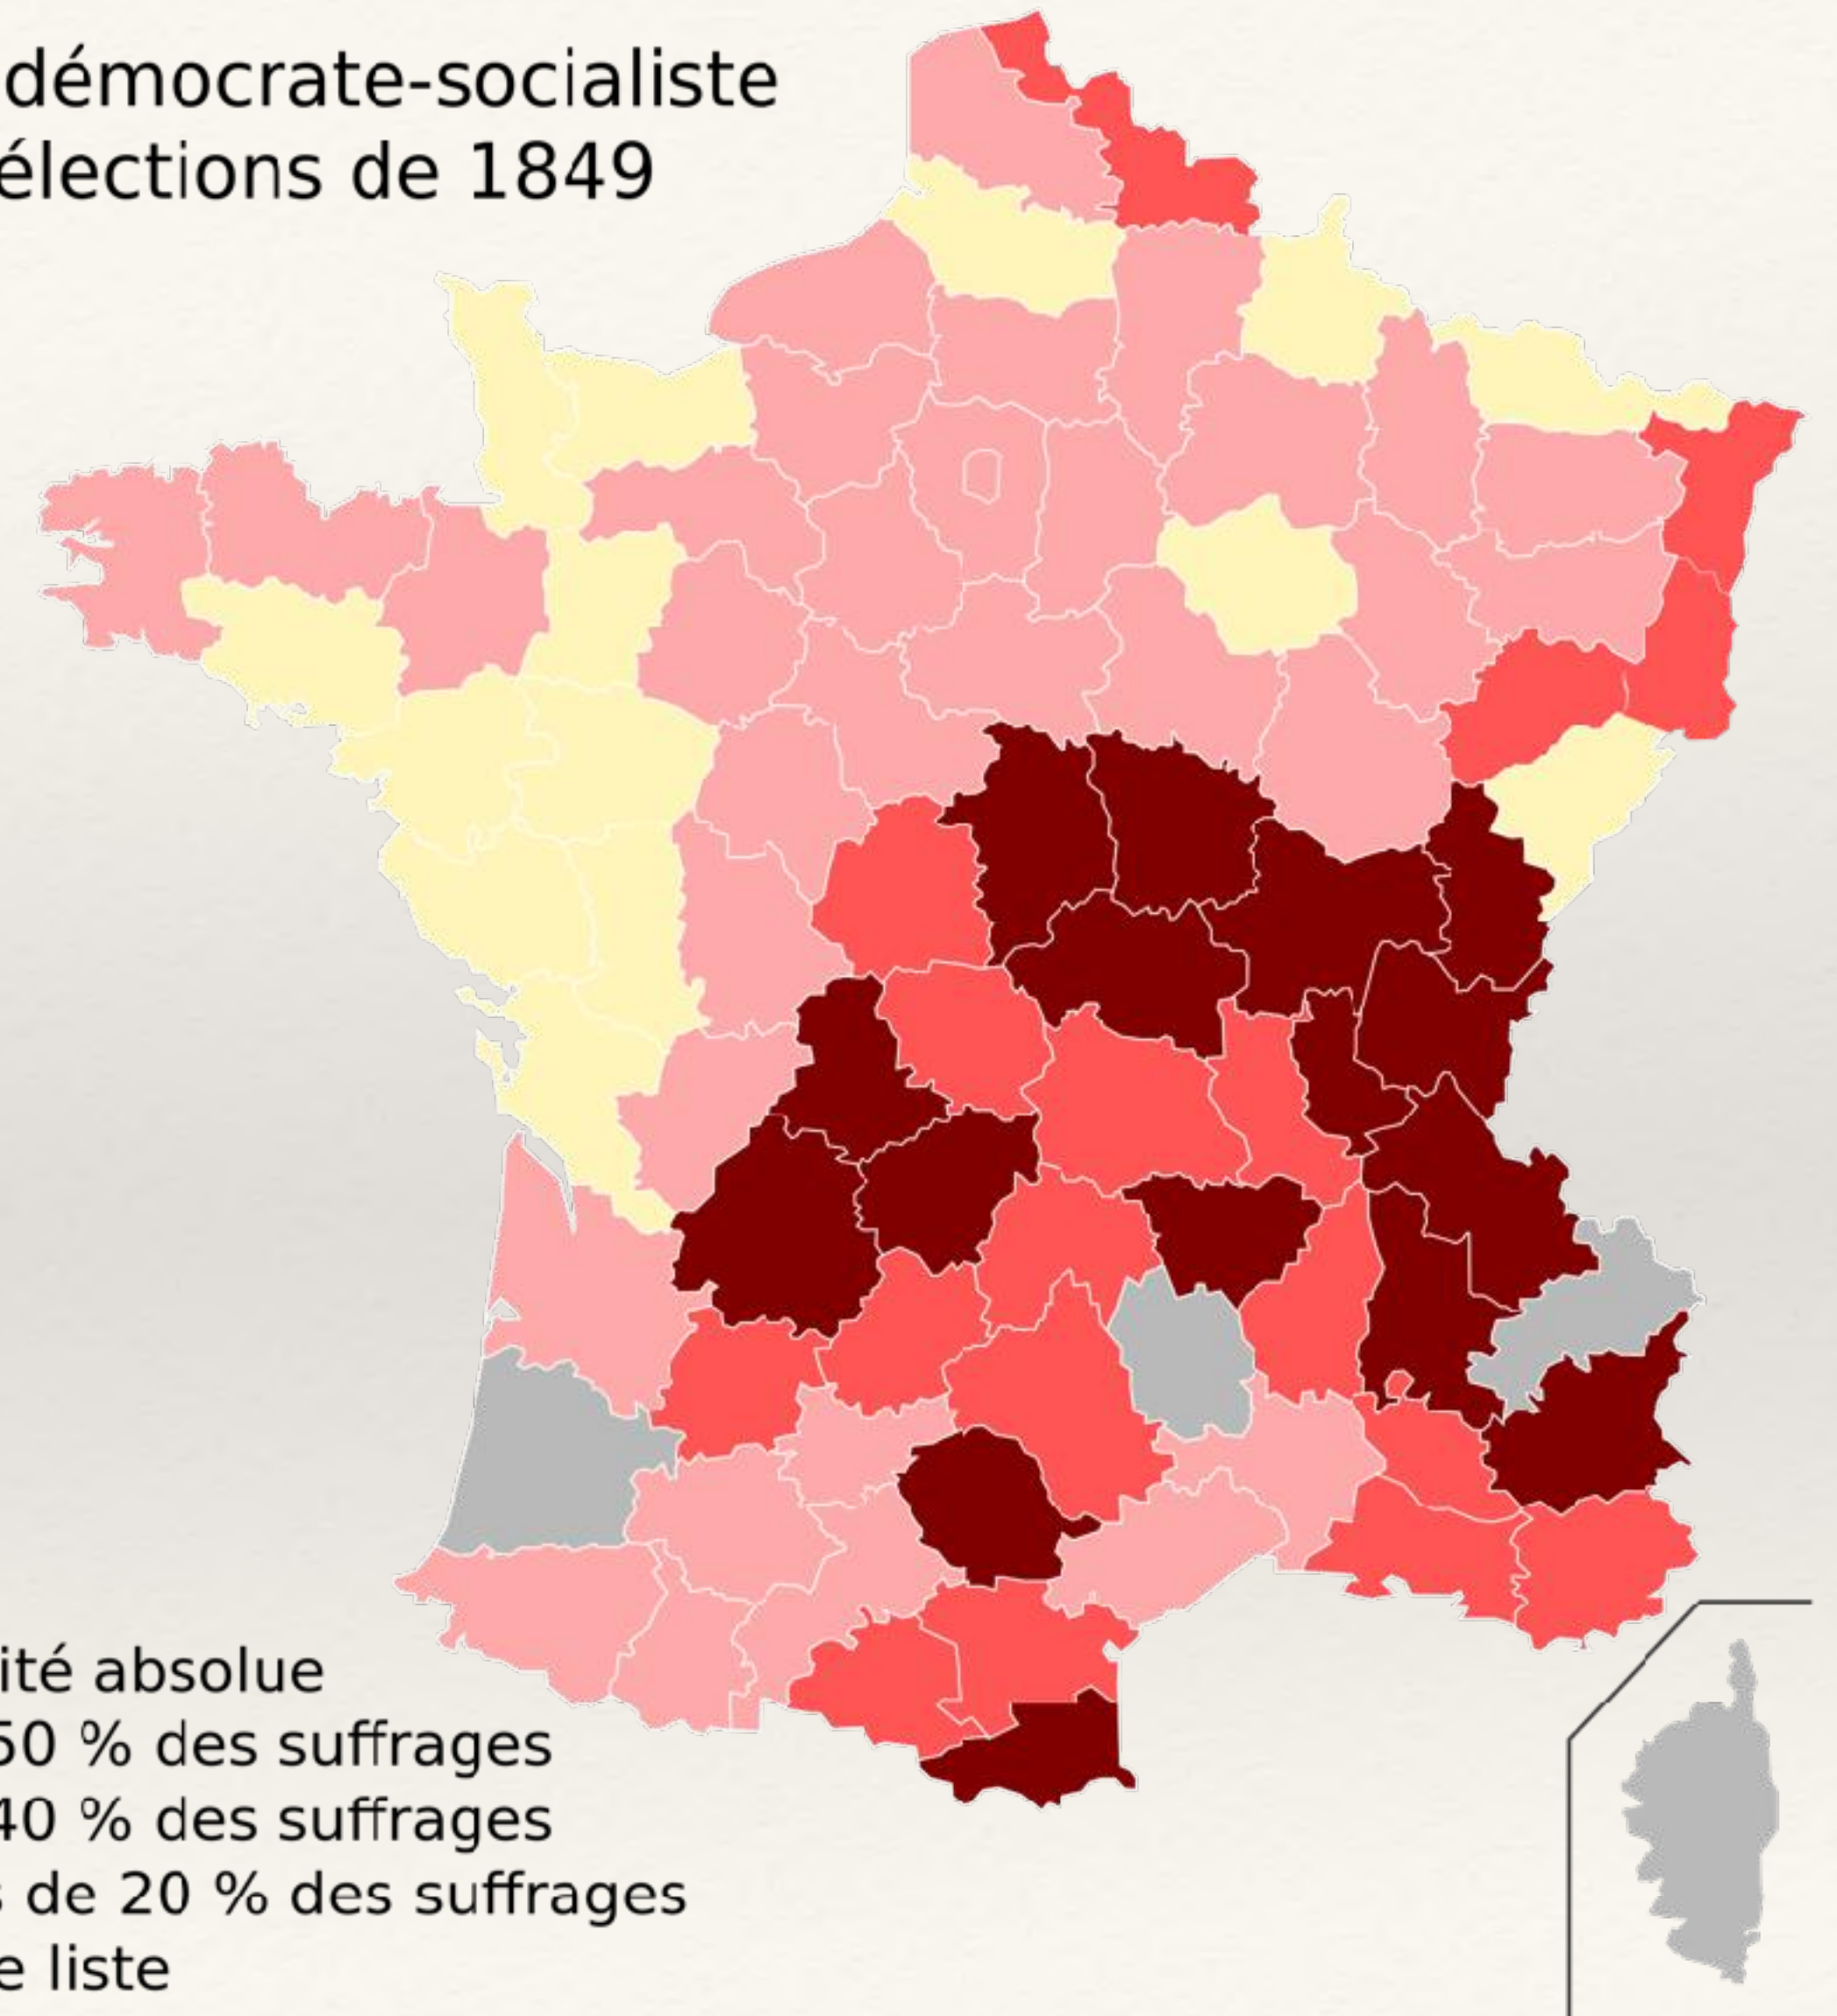 démocrate-socialiste
élections de 1849
ité absolue
50 % des suffrages
40 % des suffrages
s de 20 % des suffrages
e liste